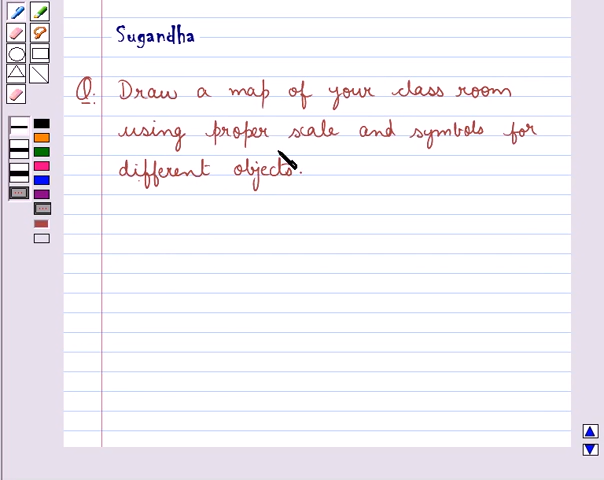 Sugandha
Q. Draw a map of your class room
using proper scale and symbols for
different objects.